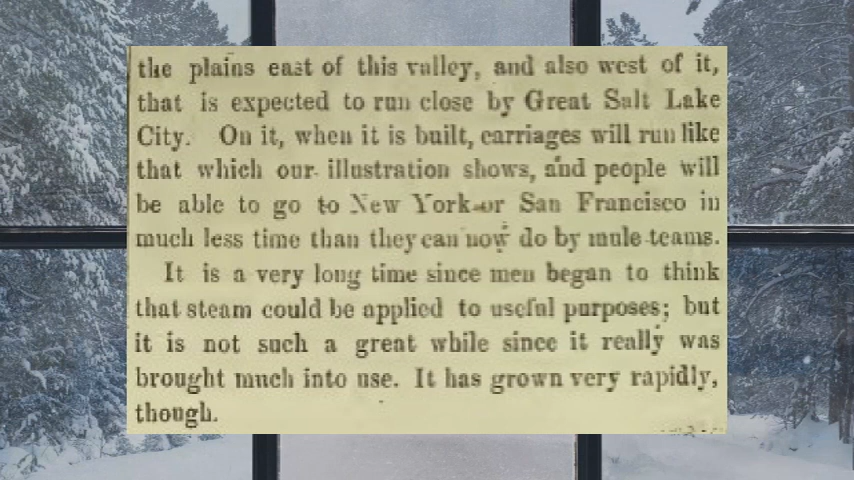 the plains east of this valley, and also west of it,
that is expected to run close by Great Salt Lake
City. On it, when it is built, carriages will run like
that which our illustration shows, and people will
be able to go to New York or San Francisco in
much less time than they can now do by mule-teams.
It is a very long time since men began to think
that steam could be applied to useful purposes; but
it is not such a great while since it really was
brought much into use. It has grown very rapidly,
though.